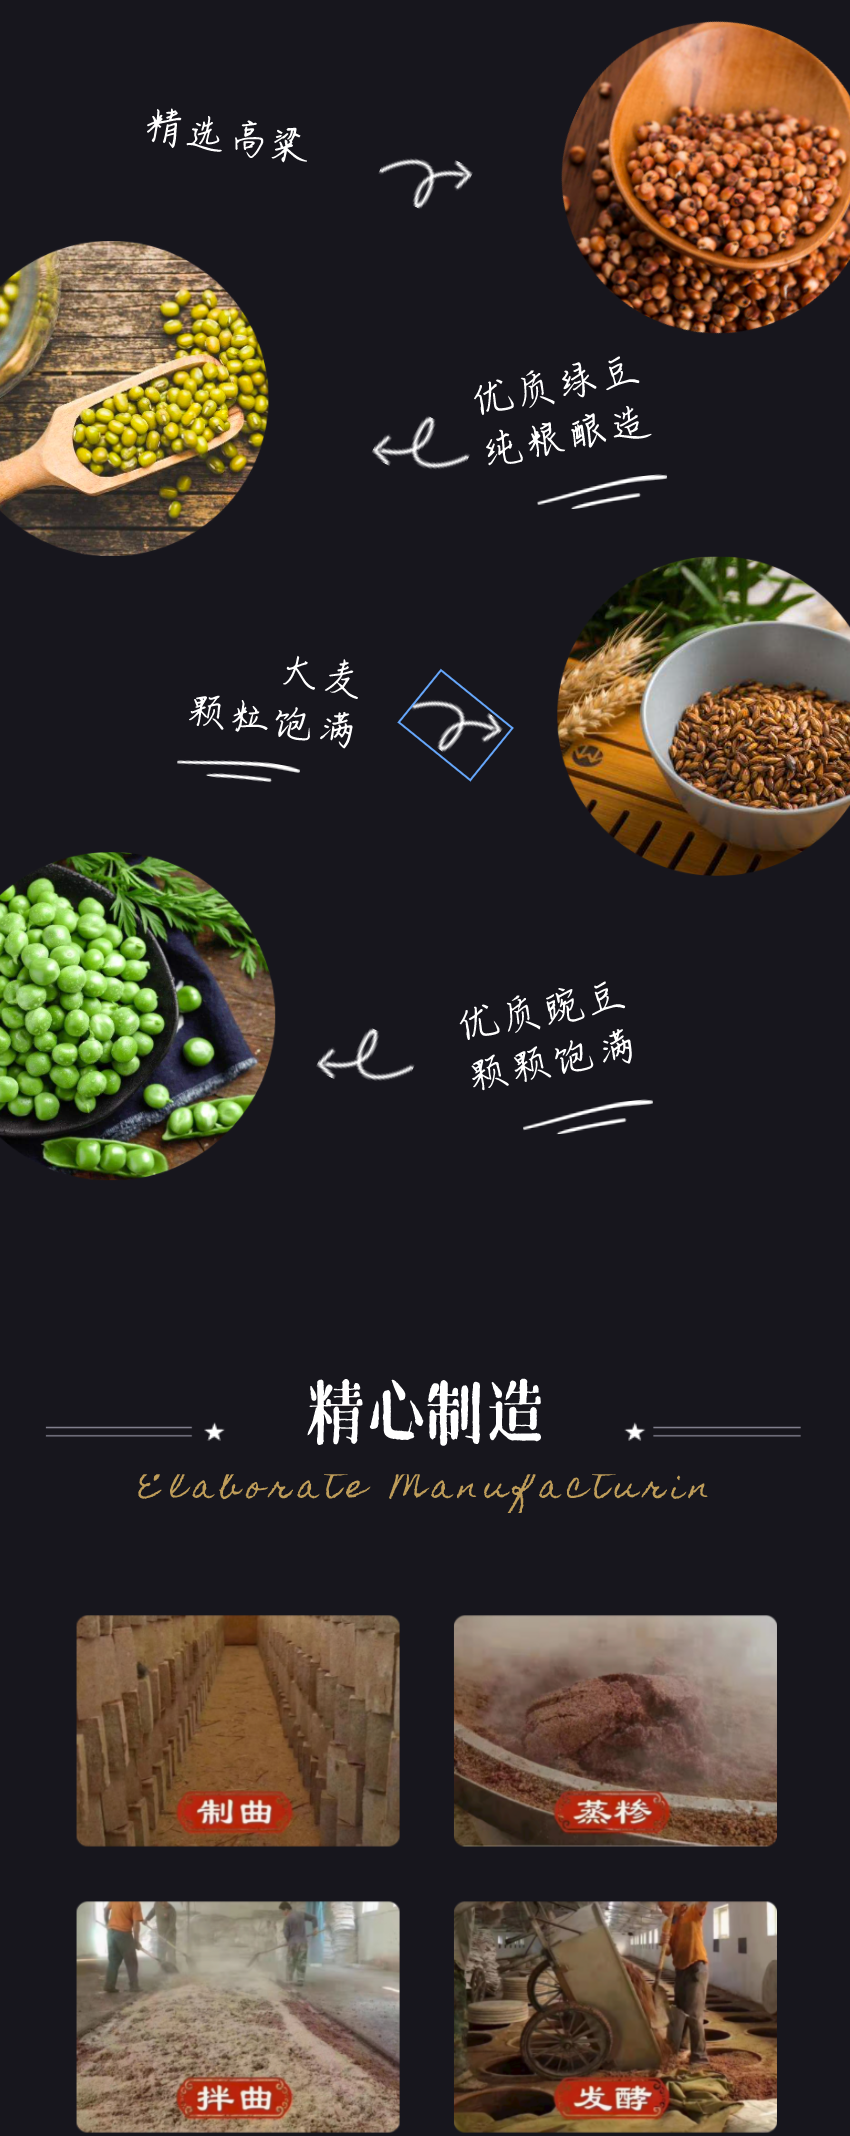 精选高粱
优质绿豆
纯粮酿造
大麦
颗粒饱满
优质豌豆
颗颗饱满
精心制造
Elaborate Manufacturin
制曲
蒸糁
拌曲
发酵